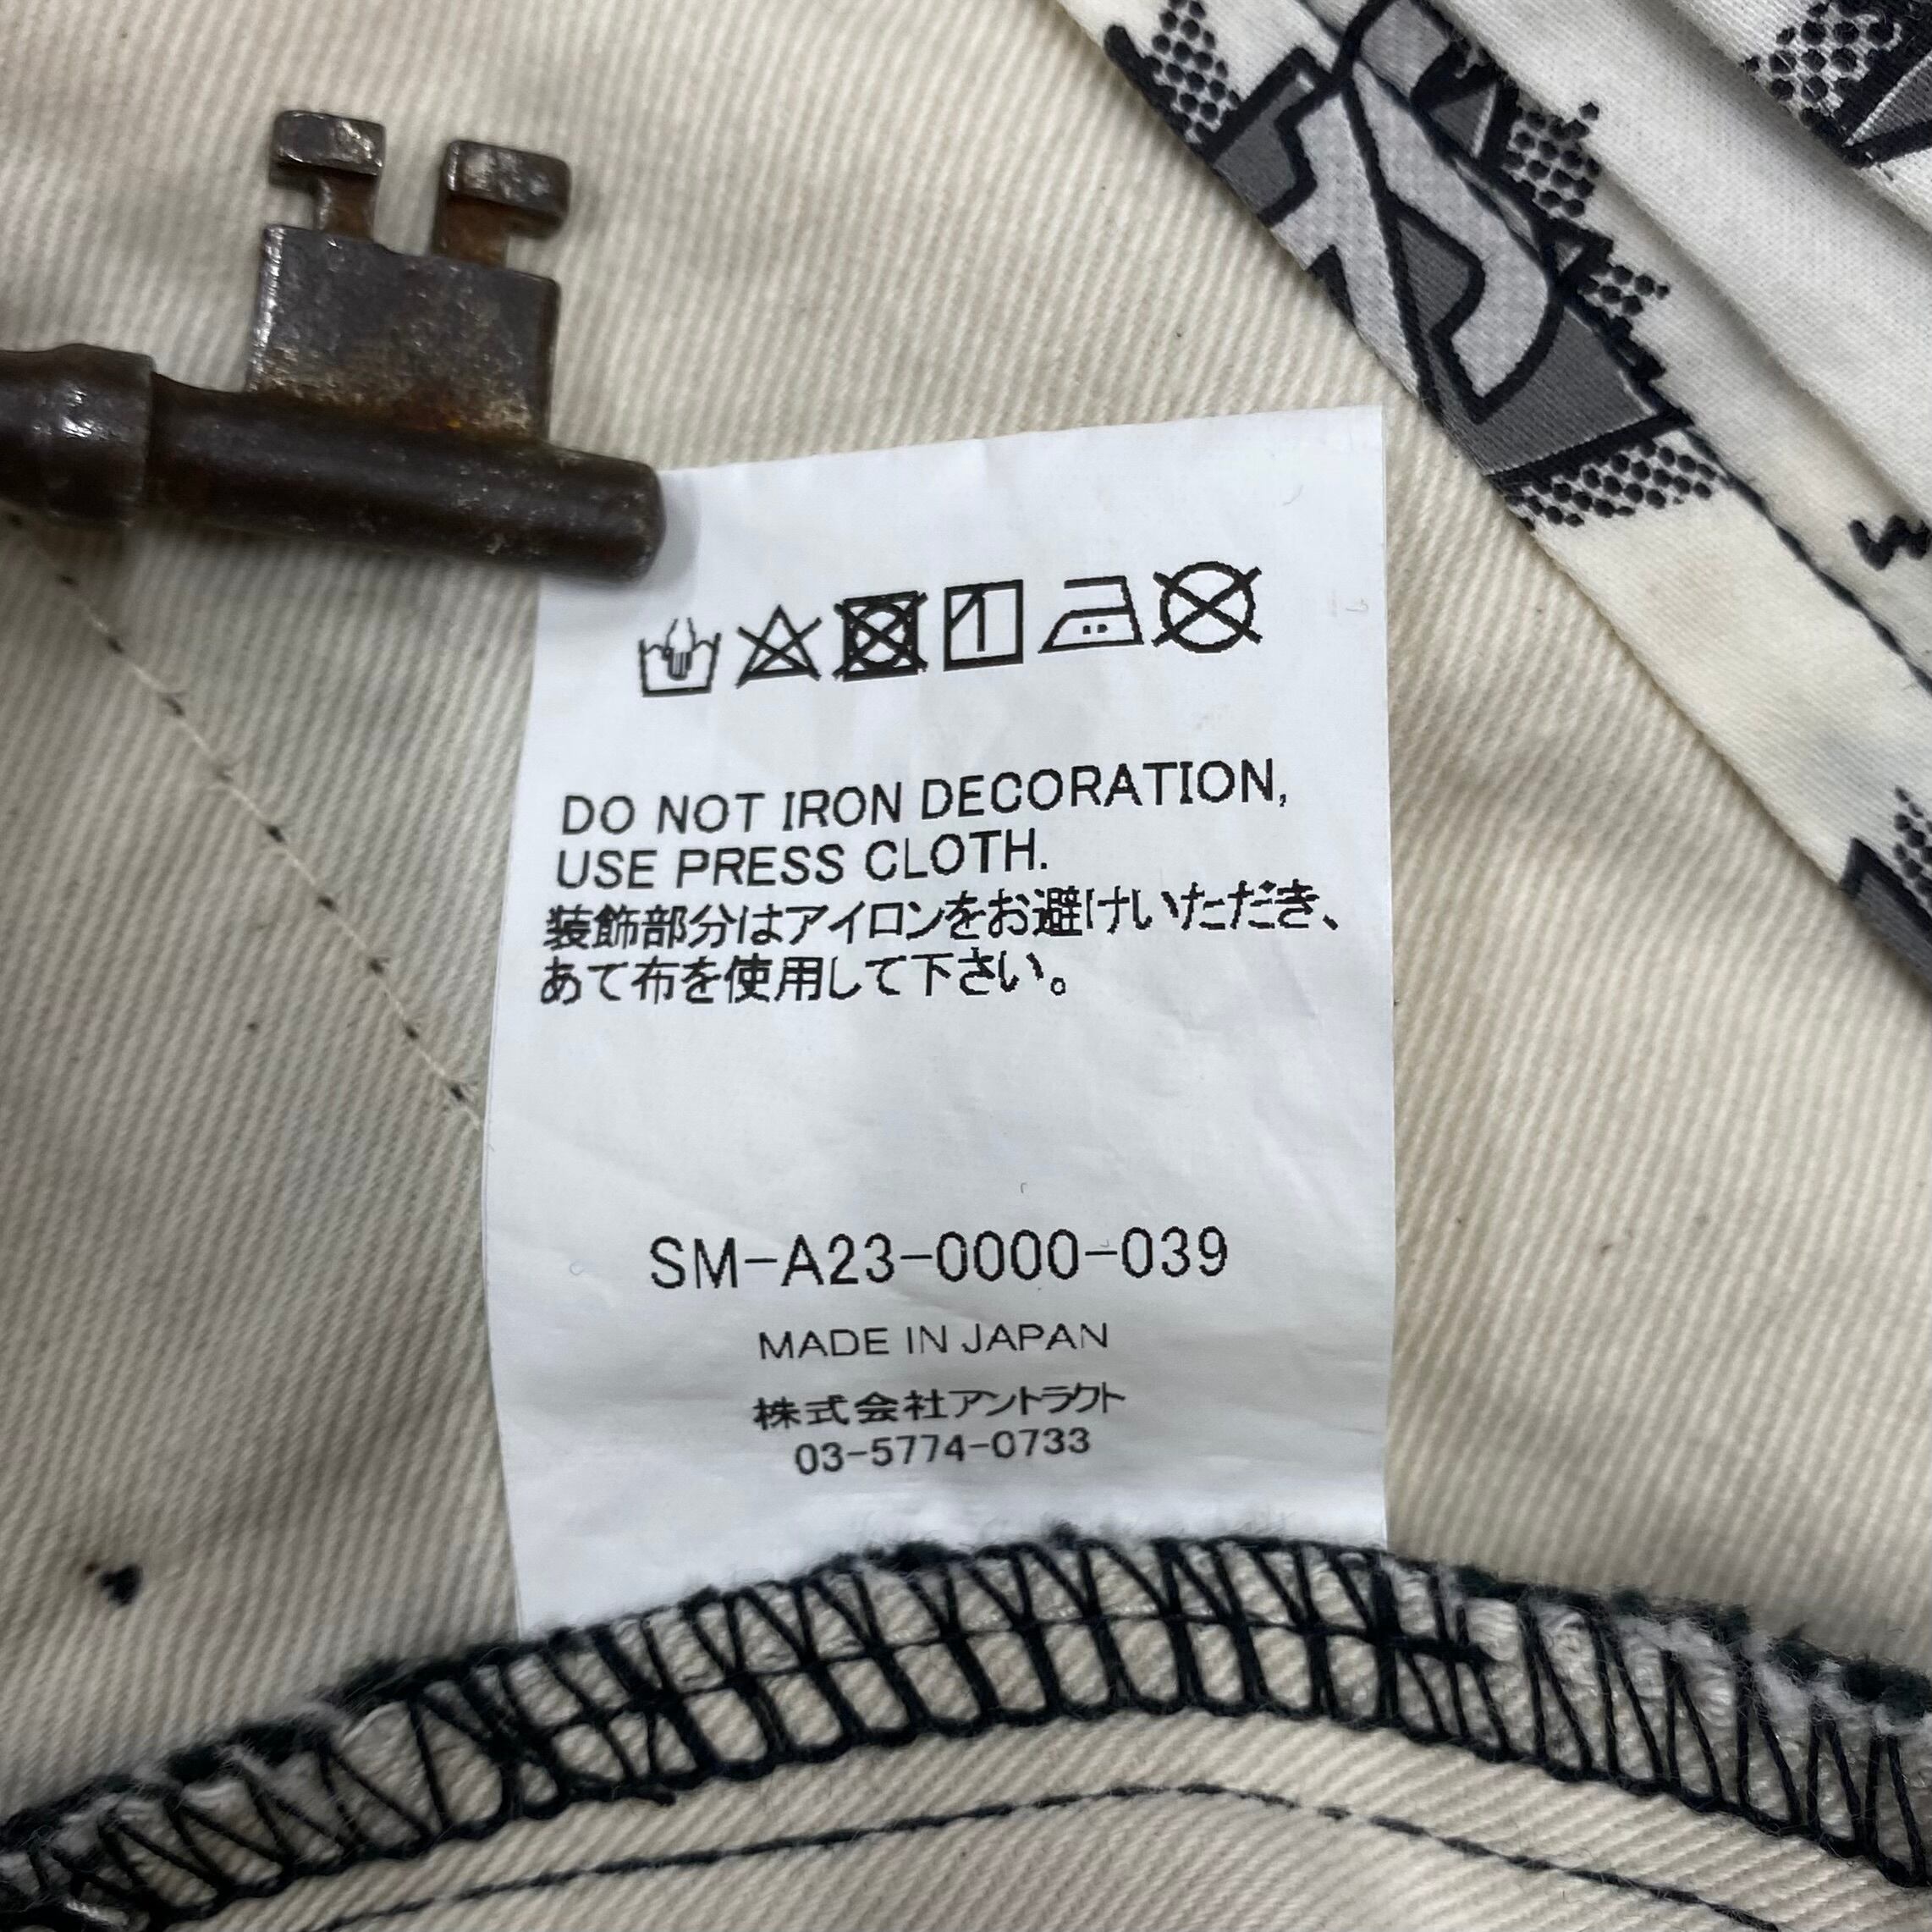 DO NOT IRON DECORATION,
USE PRESS CLOTH.
装飾部分はアイロンをお避けいただき、
あて布を使用して下さい。
SM-A23-0000-039
MADE IN JAPAN
株式会社アントラクト
03-5774-0733